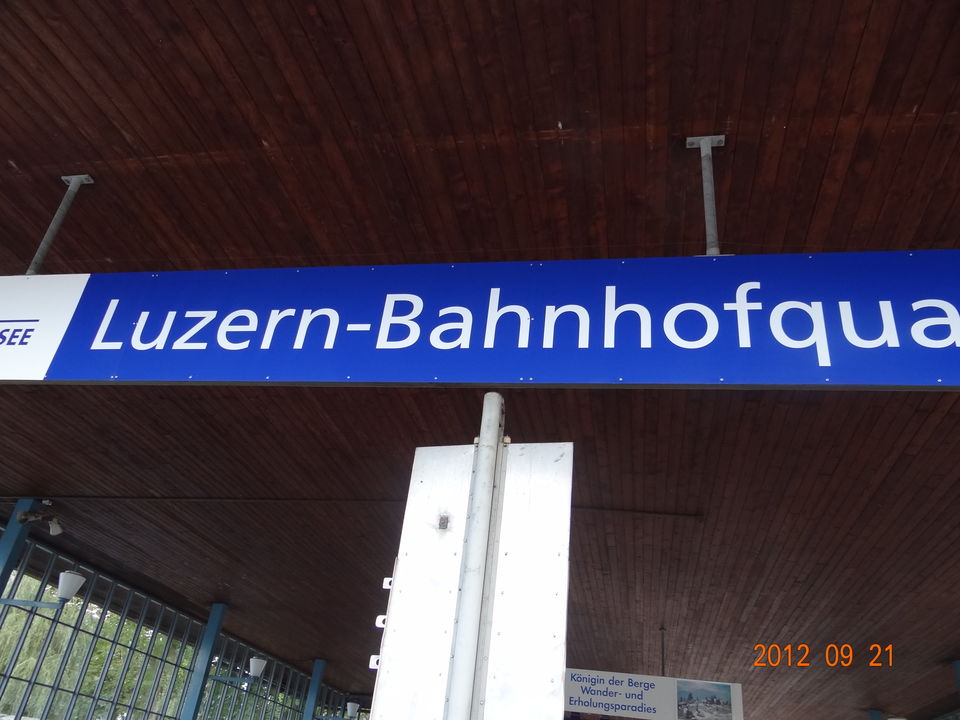 SEE
Luzern-Bahnhofqua
Königin der Berge
Wander- und
Erholungsparadies
2012 09 21